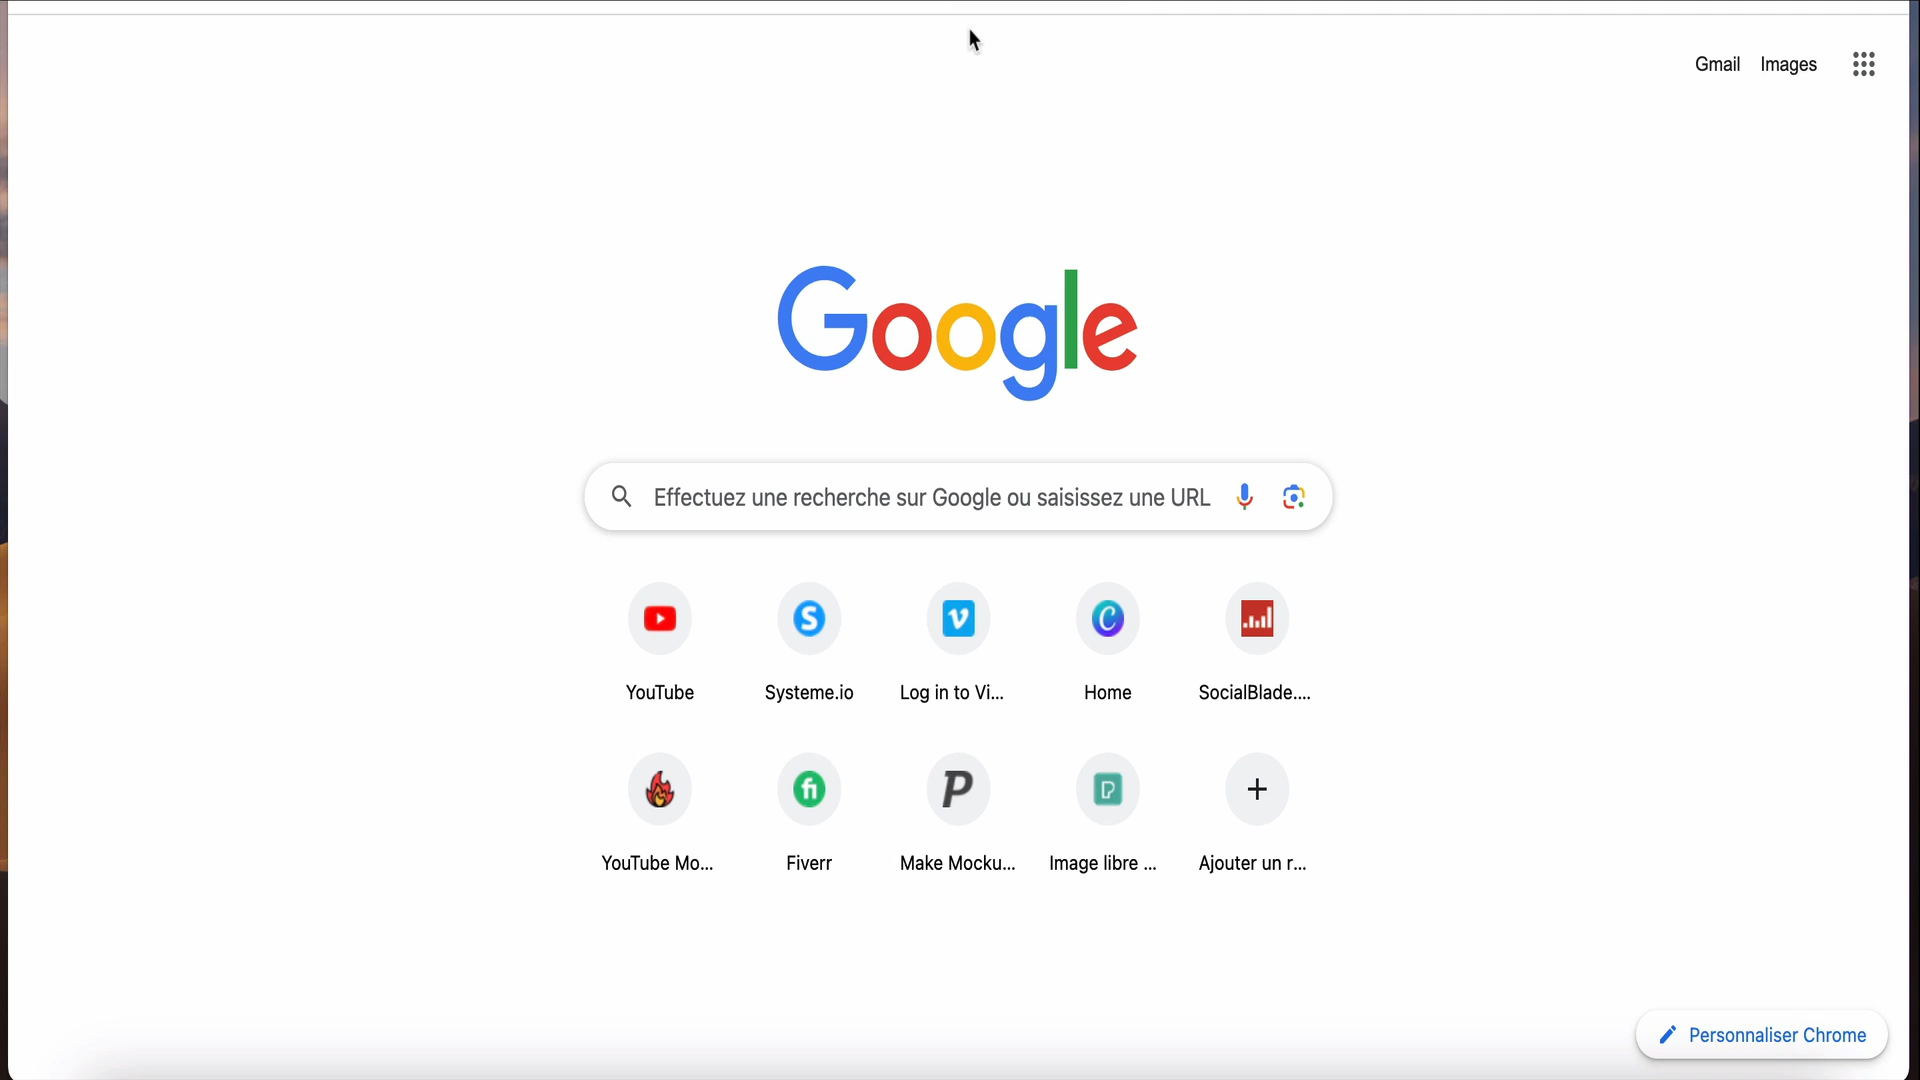 Gmail Images
Google
Effectuez une recherche sur Google ou saisissez une URL
YouTube Systeme.io Log in to Vi... Home SocialBlade....
YouTube Mo... Fiverr Make Mocku... Image libre ... Ajouter un r...
Personnaliser Chrome